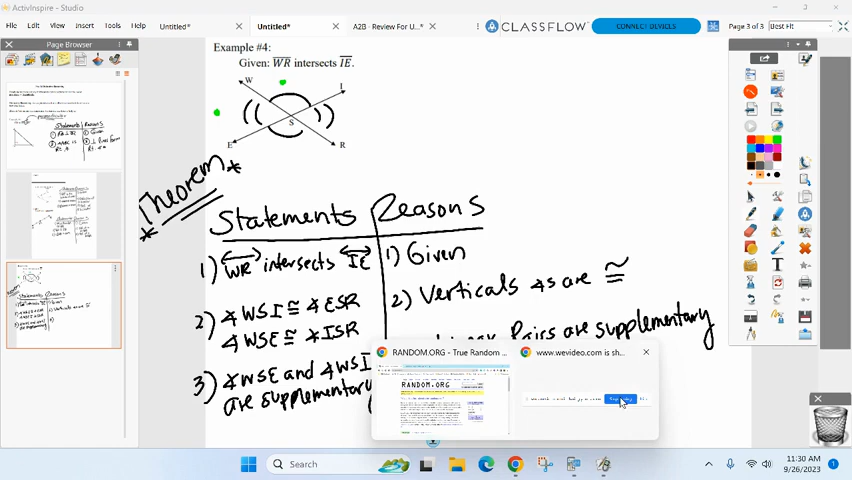 ActivInspire - Studio
File Edit View Insert Tools Help
Untitled*
Untitled*
A2B - Review For U...*
CLASSFLOW
CONNECT DEVICES
Page 3 of 3
Best Fit
Page Browser
Example #4:
Given: WR intersects IE.
W
I
S
E
R
*Theorem*
Statements Reasons
1) WR intersects IE 1) Given
2) ∡WSI ≅ ∡ESR
∡WSE ≅ ∡ISR
2) Verticals ∡s are ≅
Pairs are supplementary
3) ∡WSE and ∡WSI
are supplementary
RANDOM.ORG - True Random ...
www.wevideo.com is sh...
RANDOM.ORG
Search
11:30 AM
9/26/2023